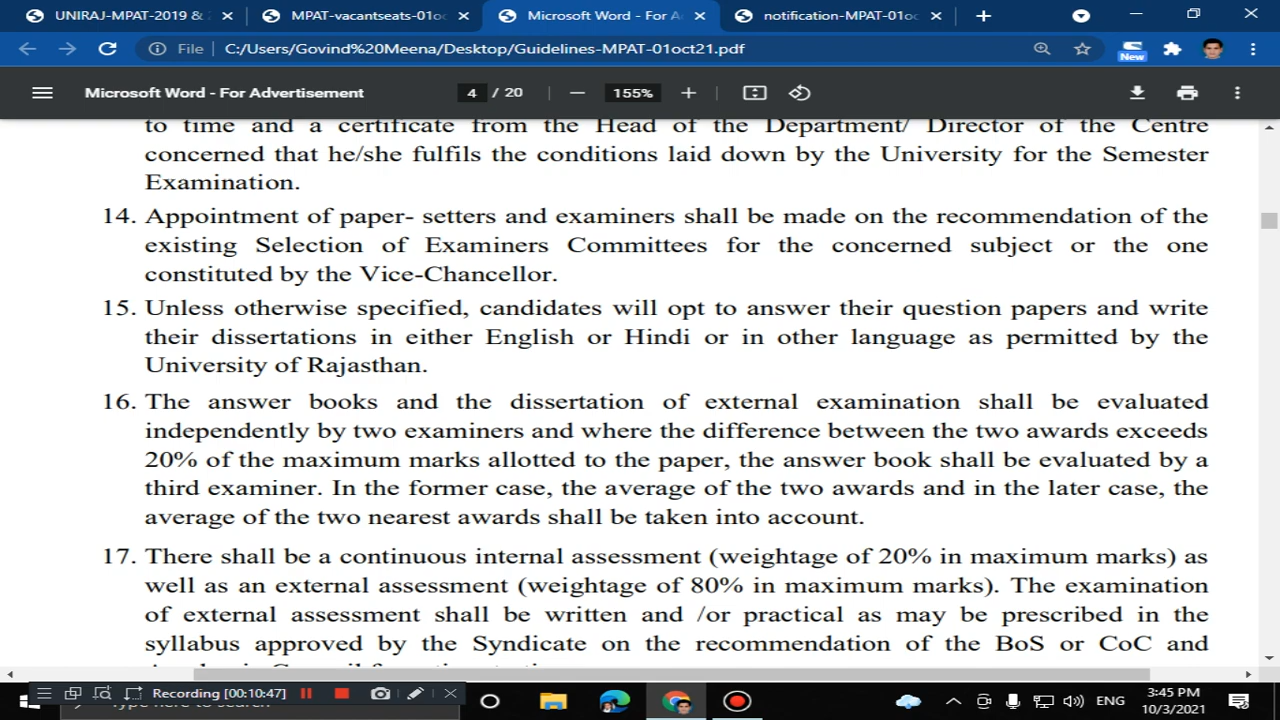 UNIRAJ-MPAT-2019 &
MPAT-vacantseats-01oc
Microsoft Word - For A
notification-MPAT-01oc
File
C:/Users/Govind%20Meena/Desktop/Guidelines-MPAT-01oct21.pdf
New
Microsoft Word - For Advertisement
4 / 20
155%
to time and a certificate from the Head of the Department/ Director of the Centre
concerned that he/she fulfils the conditions laid down by the University for the Semester
Examination.
14. Appointment of paper- setters and examiners shall be made on the recommendation of the
existing Selection of Examiners Committees for the concerned subject or the one
constituted by the Vice-Chancellor.
15. Unless otherwise specified, candidates will opt to answer their question papers and write
their dissertations in either English or Hindi or in other language as permitted by the
University of Rajasthan.
16. The answer books and the dissertation of external examination shall be evaluated
independently by two examiners and where the difference between the two awards exceeds
20% of the maximum marks allotted to the paper, the answer book shall be evaluated by a
third examiner. In the former case, the average of the two awards and in the later case, the
average of the two nearest awards shall be taken into account.
17. There shall be a continuous internal assessment (weightage of 20% in maximum marks) as
well as an external assessment (weightage of 80% in maximum marks). The examination
of external assessment shall be written and /or practical as may be prescribed in the
syllabus approved by the Syndicate on the recommendation of the BoS or CoC and
Recording [00:10:47]
ENG
3:45 PM
10/3/2021